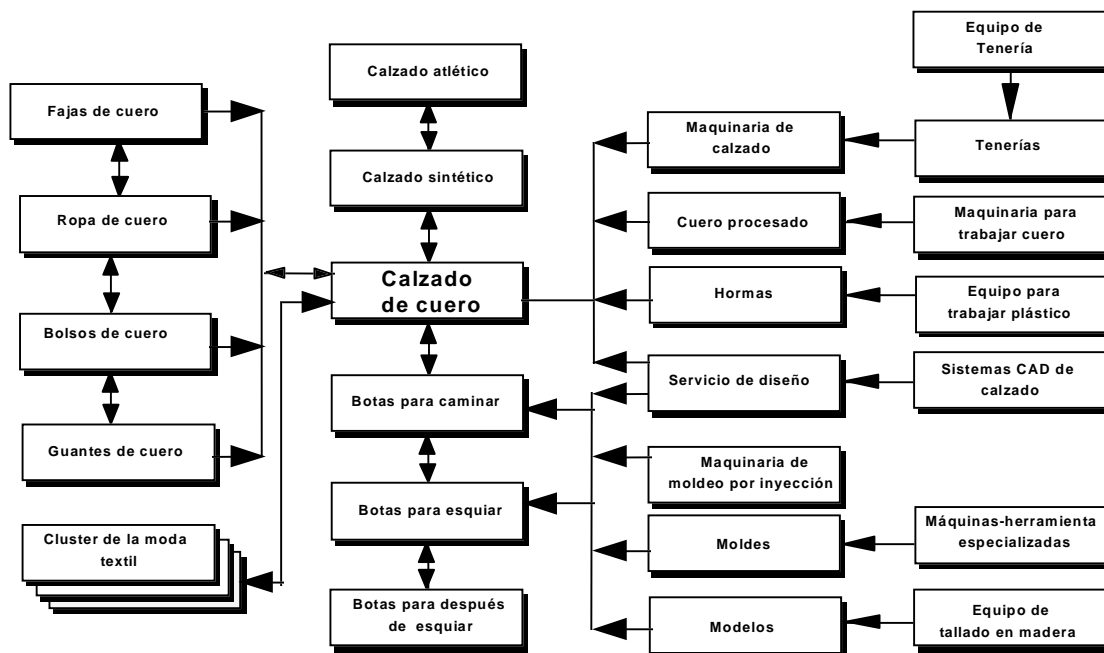 Fajas de cuero
Ropa de cuero
Bolsos de cuero
Guantes de cuero
Cluster de la moda
textil
Calzado atlético
Calzado sintético
Calzado
de cuero
Botas para caminar
Botas para esquiar
Botas para después
de esquiar
Maquinaria de
calzado
Cuero procesado
Hormas
Servicio de diseño
Maquinaria de
moldeo por inyección
Moldes
Modelos
Equipo de
Tenería
Tenerías
Maquinaria para
trabajar cuero
Equipo para
trabajar plástico
Sistemas CAD de
calzado
Máquinas-herramienta
especializadas
Equipo de
tallado en madera